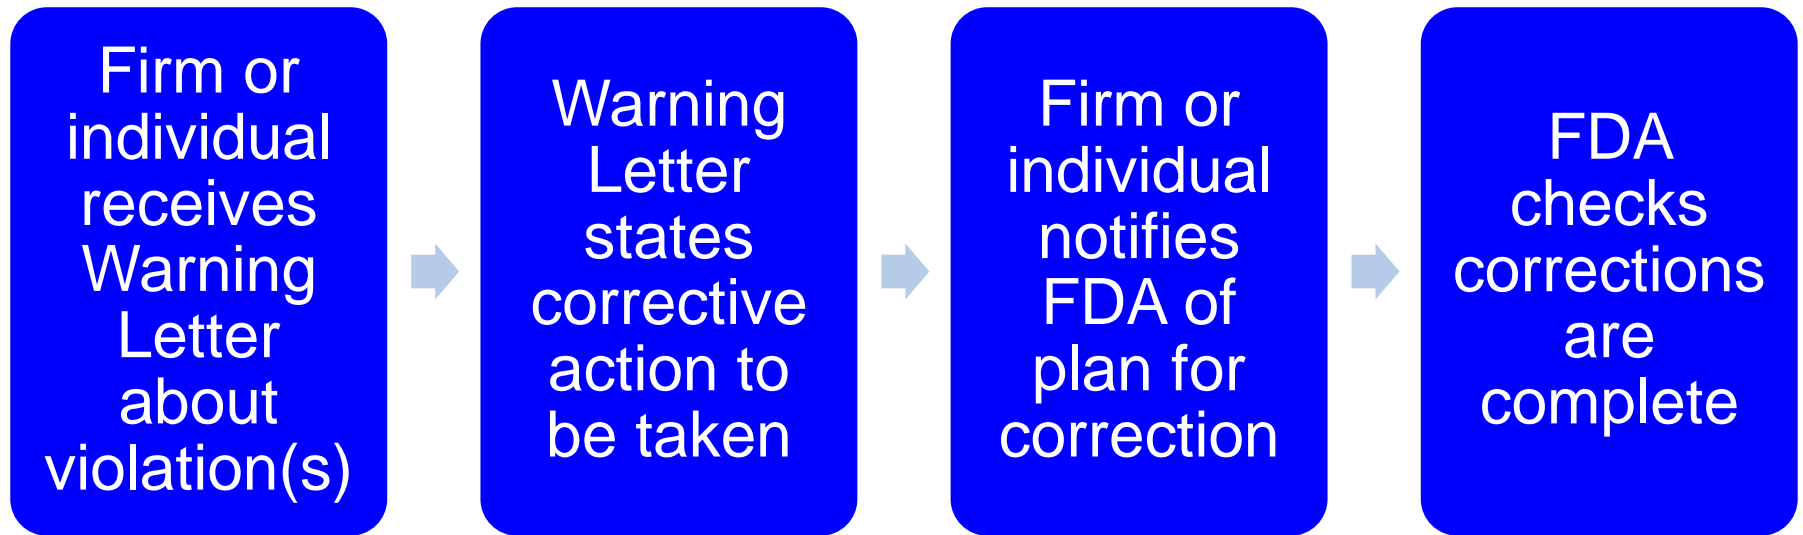 Firm or
individual
receives
Warning
Letter
about
violation(s)
Warning
Letter
states
corrective
action to
be taken
Firm or
individual
notifies
FDA of
plan for
correction
FDA
checks
corrections
are
complete